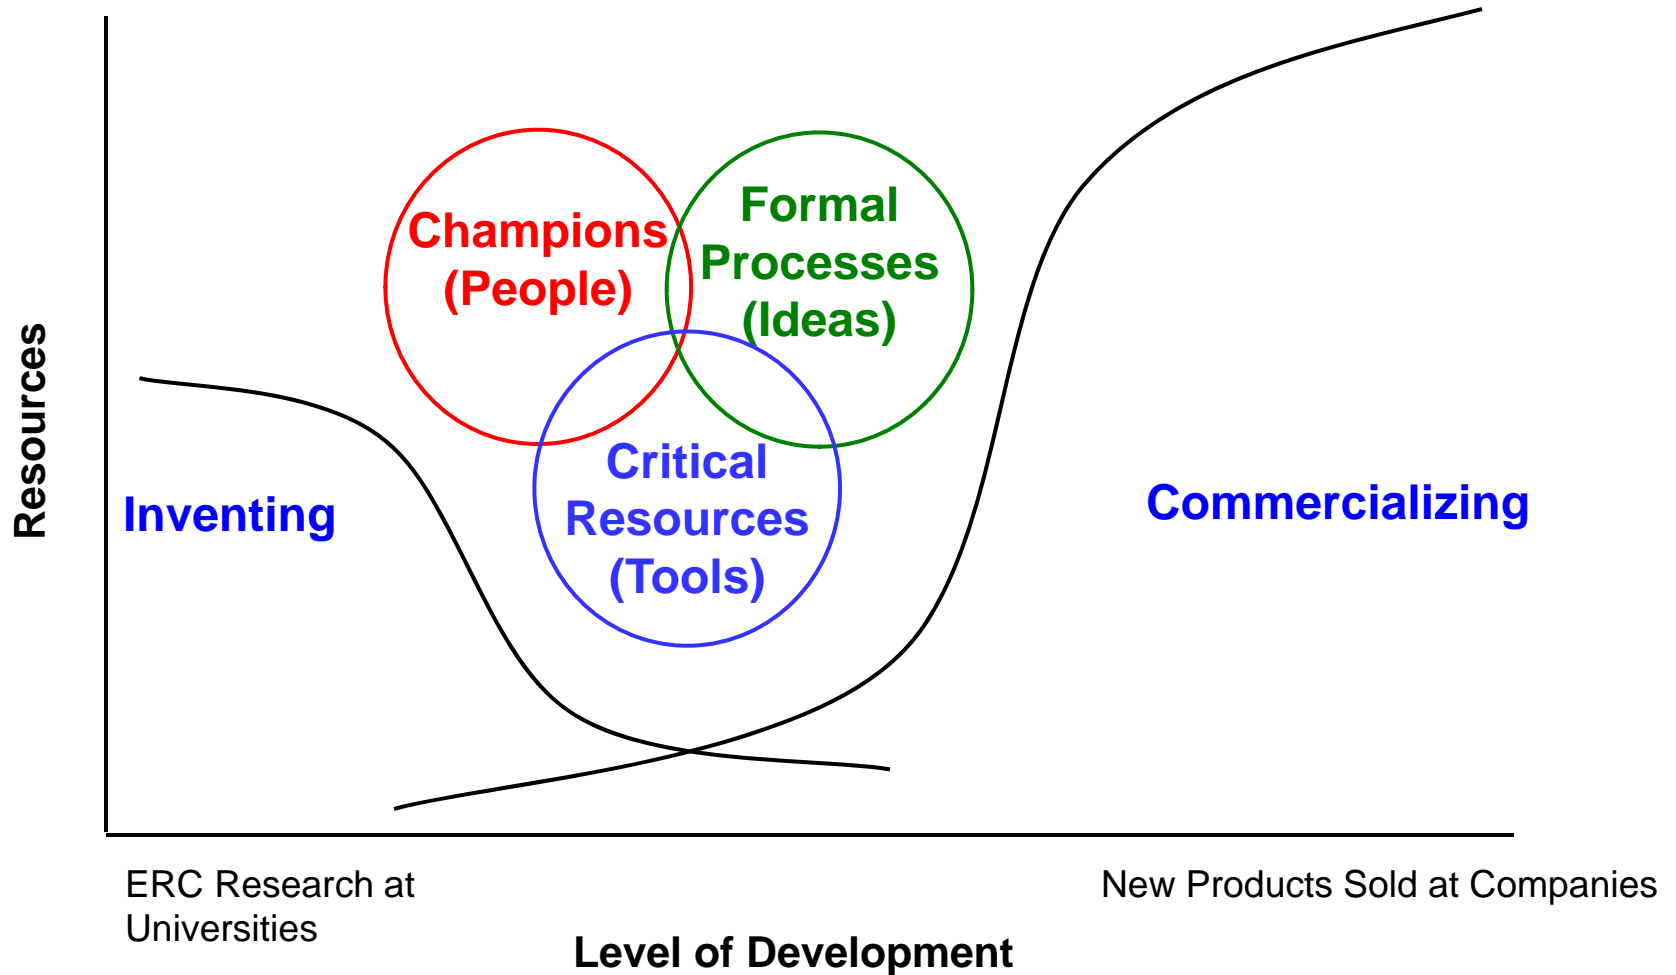 Champions
(People)
Formal
Processes
(Ideas)
Critical
Resources
(Tools)
Resources
Inventing
Commercializing
ERC Research at
Universities
New Products Sold at Companies
Level of Development